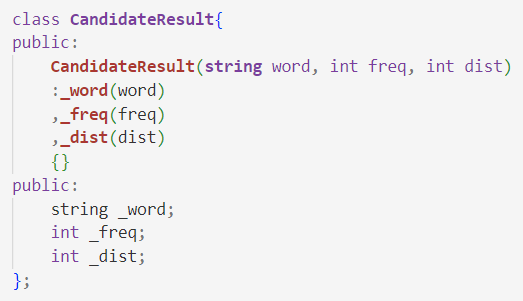 class CandidateResult{
public:
    CandidateResult(string word, int freq, int dist)
    :_word(word)
    ,_freq(freq)
    ,_dist(dist)
    {}
public:
    string _word;
    int _freq;
    int _dist;
};